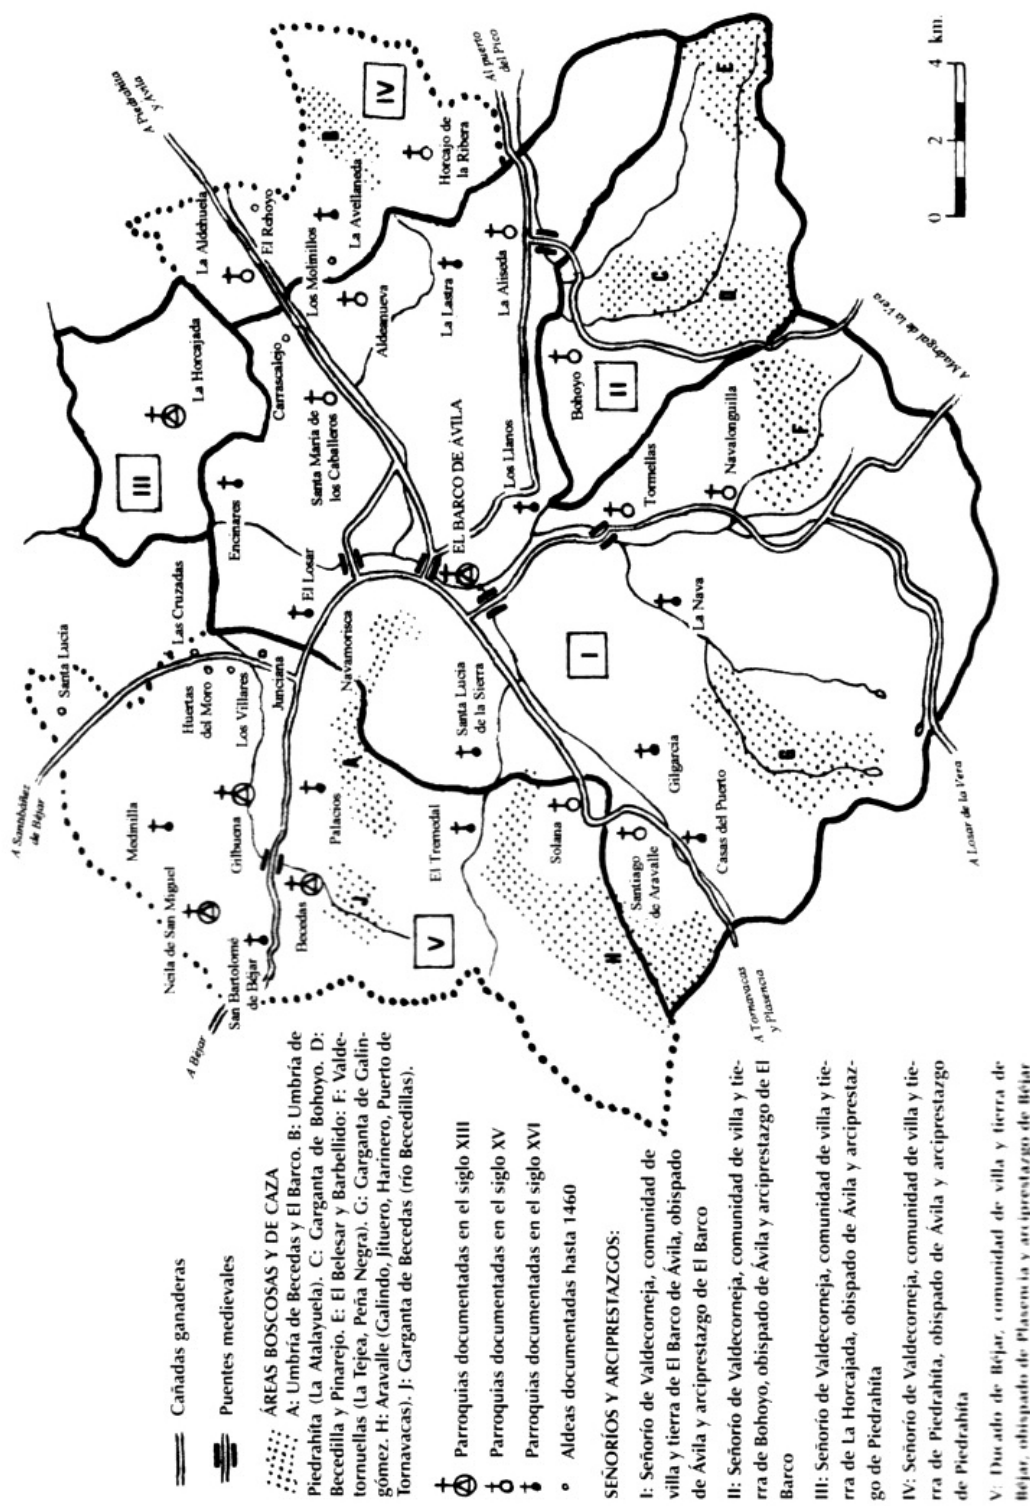 A Santibáñez
de Béjar
Santa Lucía
A Piedrahíta
y Ávila
La Aldehuela
El Rehoyo
III
La Horcajada
Las Cruzadas
Huertas
del Moro
Los Villares
Junciana
Medinilla
Neila de San Miguel
Gilbuena
San Bartolomé
de Béjar
A Béjar
Becedas
Palacios
El Losar
Encinares
Carrascalejo
Santa María de
los Caballeros
Los Molinillos
La Avellaneda
Aldeanueva
B
IV
Horcajo de
la Ribera
Al puerto
del Pico
La Lastra
La Aliseda
Navamorisca
A
J
V
El Tremedal
Santa Lucía
de la Sierra
EL BARCO DE ÁVILA
Los Llanos
Bohoyo
II
C
D
E
Tormellas
Navalonguilla
F
I
La Nava
G
Gilgarcía
Solana
Santiago
de Aravalle
Casas del Puerto
H
A Tornavacas
y Plasencia
A Losar de la Vera
A Madrigal de la Vera
0 2 4 km.
Cañadas ganaderas
Puentes medievales
ÁREAS BOSCOSAS Y DE CAZA
A: Umbría de Becedas y El Barco. B: Umbría de
Piedrahíta (La Atalayuela). C: Garganta de Bohoyo. D:
Becedilla y Pinarejo. E: El Belesar y Barbellido: F: Valde-
tormuellas (La Tejea, Peña Negra). G: Garganta de Galin-
gómez. H: Aravalle (Galindo, Jituero, Harinero, Puerto de
Tornavacas). J: Garganta de Becedas (río Becedillas).
Parroquias documentadas en el siglo XIII
Parroquias documentadas en el siglo XV
Parroquias documentadas en el siglo XVI
Aldeas documentadas hasta 1460
SEÑORÍOS Y ARCIPRESTAZGOS:
I: Señorío de Valdecorneja, comunidad de
villa y tierra de El Barco de Ávila, obispado
de Ávila y arciprestazgo de El Barco
II: Señorío de Valdecorneja, comunidad de villa y tie-
rra de Bohoyo, obispado de Ávila y arciprestazgo de El
Barco
III: Señorío de Valdecorneja, comunidad de villa y tie-
rra de La Horcajada, obispado de Ávila y arciprestaz-
go de Piedrahíta
IV: Señorío de Valdecorneja, comunidad de villa y tie-
rra de Piedrahíta, obispado de Ávila y arciprestazgo
de Piedrahíta
V: Ducado de Béjar, comunidad de villa y tierra de
Béjar, obispado de Plasencia y arciprestazgo de Béjar